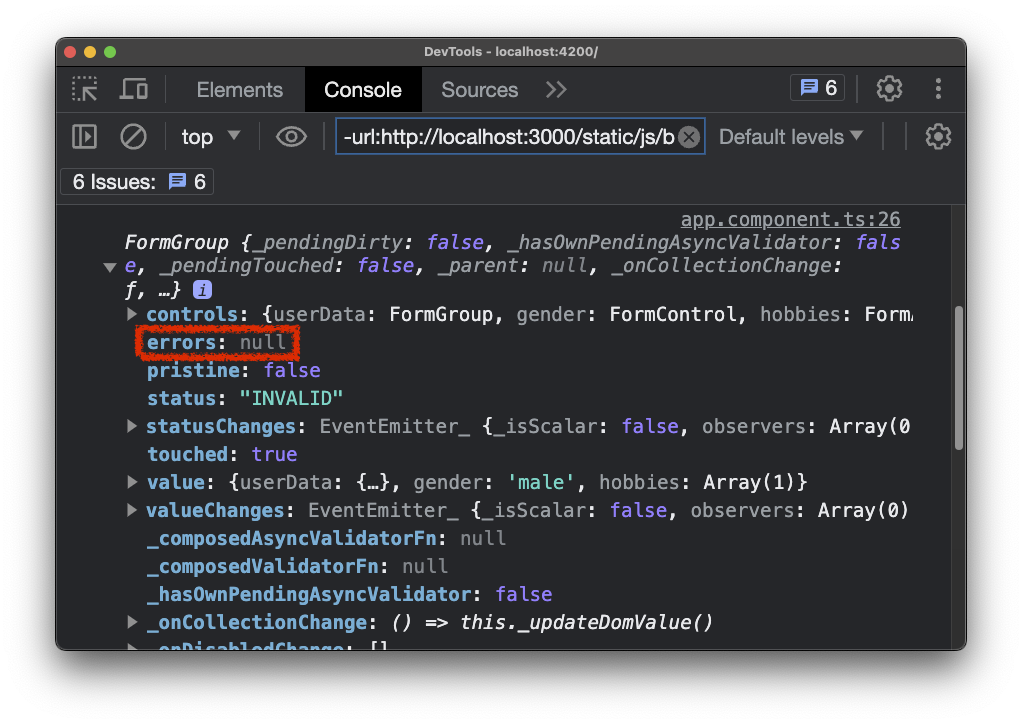 DevTools - localhost:4200/
Elements Console Sources 6
top -url:http://localhost:3000/static/js/b Default levels
6 Issues: 6
app.component.ts:26
FormGroup {_pendingDirty: false, _hasOwnPendingAsyncValidator: fals
e, _pendingTouched: false, _parent: null, _onCollectionChange:
ƒ, …} i
controls: {userData: FormGroup, gender: FormControl, hobbies: FormA
errors: null
pristine: false
status: "INVALID"
statusChanges: EventEmitter_ {_isScalar: false, observers: Array(0
touched: true
value: {userData: {…}, gender: 'male', hobbies: Array(1)}
valueChanges: EventEmitter_ {_isScalar: false, observers: Array(0)
_composedAsyncValidatorFn: null
_composedValidatorFn: null
_hasOwnPendingAsyncValidator: false
_onCollectionChange: () => this._updateDomValue()
_onDisabledChange: []